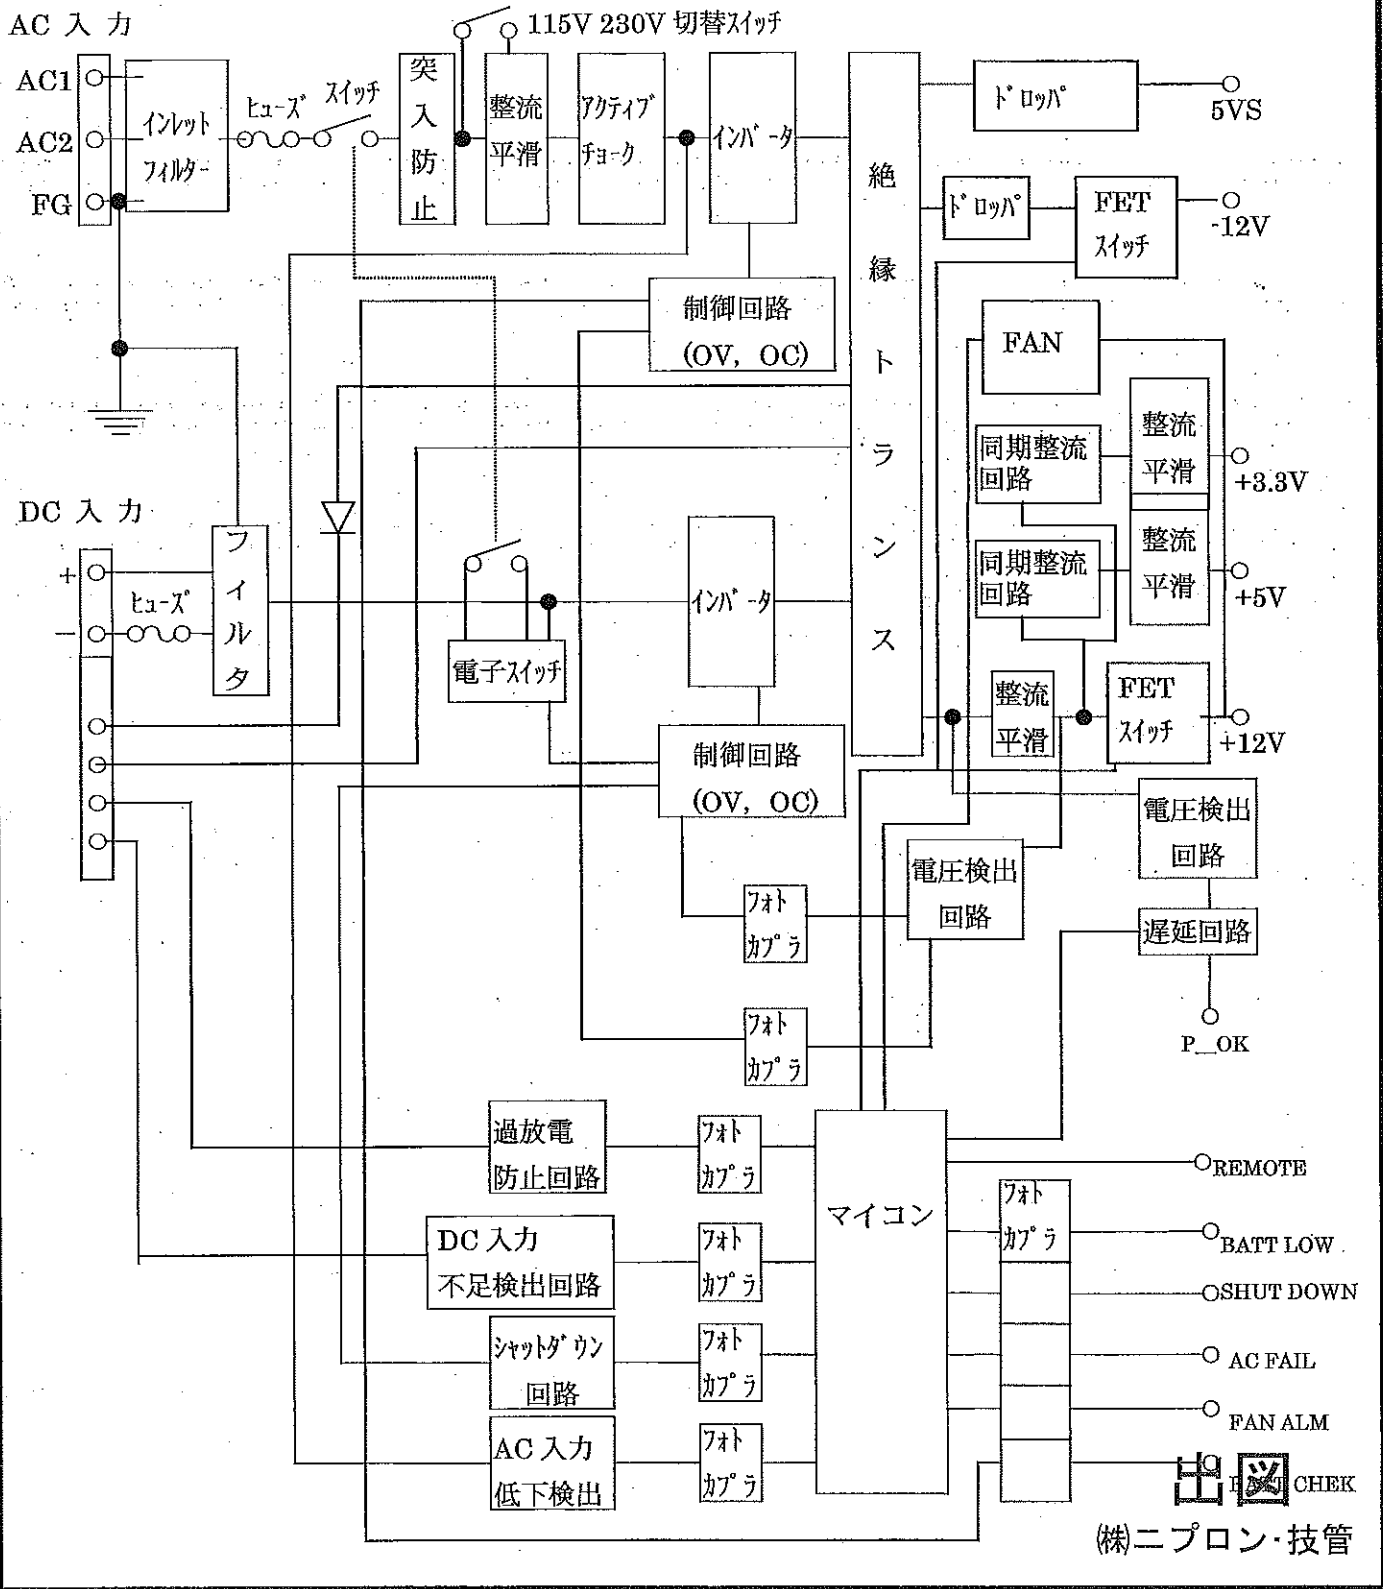 AC 入 力
115V 230V 切替スイッチ
AC1
AC2
FG
インレット
フィルター
ヒューズ
スイッチ
突
入
防
止
整流
平滑
アクティブ
チョーク
インバータ
絶
縁
ト
ラ
ン
ス
ドロッパ
5VS
ドロッパ
FET
スイッチ
-12V
制御回路
(OV, OC)
FAN
同期整流
回路
整流
平滑
+3.3V
同期整流
回路
整流
平滑
+5V
DC 入 力
+
−
ヒューズ
フ
ィ
ル
タ
電子スイッチ
インバータ
制御回路
(OV, OC)
整流
平滑
FET
スイッチ
+12V
電圧検出
回路
電圧検出
回路
遅延回路
P_OK
フォト
カプラ
フォト
カプラ
過放電
防止回路
フォト
カプラ
マイコン
REMOTE
DC 入力
不足検出回路
フォト
カプラ
フォト
カプラ
BATT LOW
SHUT DOWN
シャットダウン
回路
フォト
カプラ
AC FAIL
FAN ALM
AC 入力
低下検出
フォト
カプラ
CHEK
出図
㈱ニプロン・技管